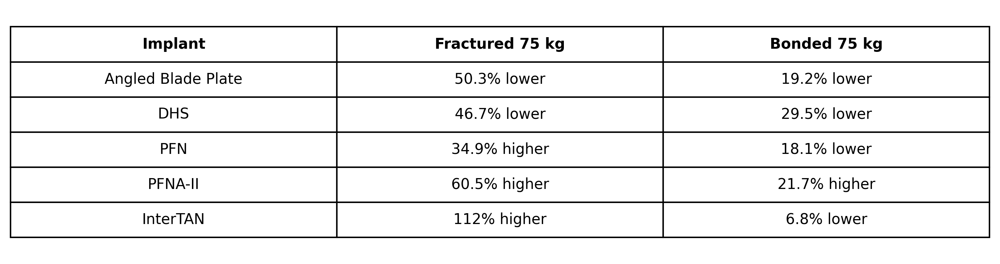 Implant Fractured 75 kg Bonded 75 kg
Angled Blade Plate 50.3% lower 19.2% lower
DHS 46.7% lower 29.5% lower
PFN 34.9% higher 18.1% lower
PFNA-II 60.5% higher 21.7% higher
InterTAN 112% higher 6.8% lower